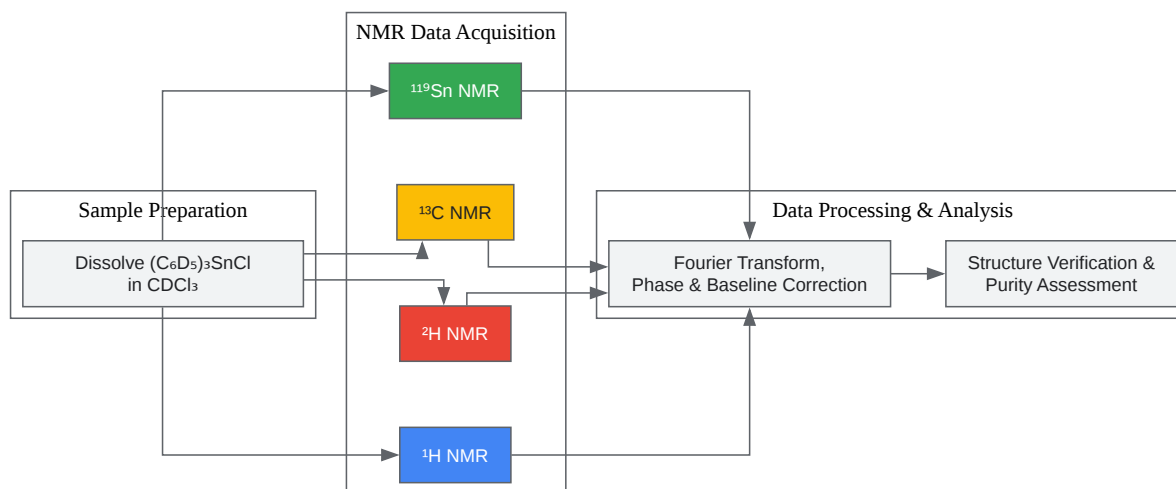 NMR Data Acquisition
¹¹⁹Sn NMR
¹³C NMR
²H NMR
¹H NMR
Sample Preparation
Dissolve (C₆D₅)₃SnCl
in CDCl₃
Data Processing & Analysis
Fourier Transform,
Phase & Baseline Correction
Structure Verification &
Purity Assessment